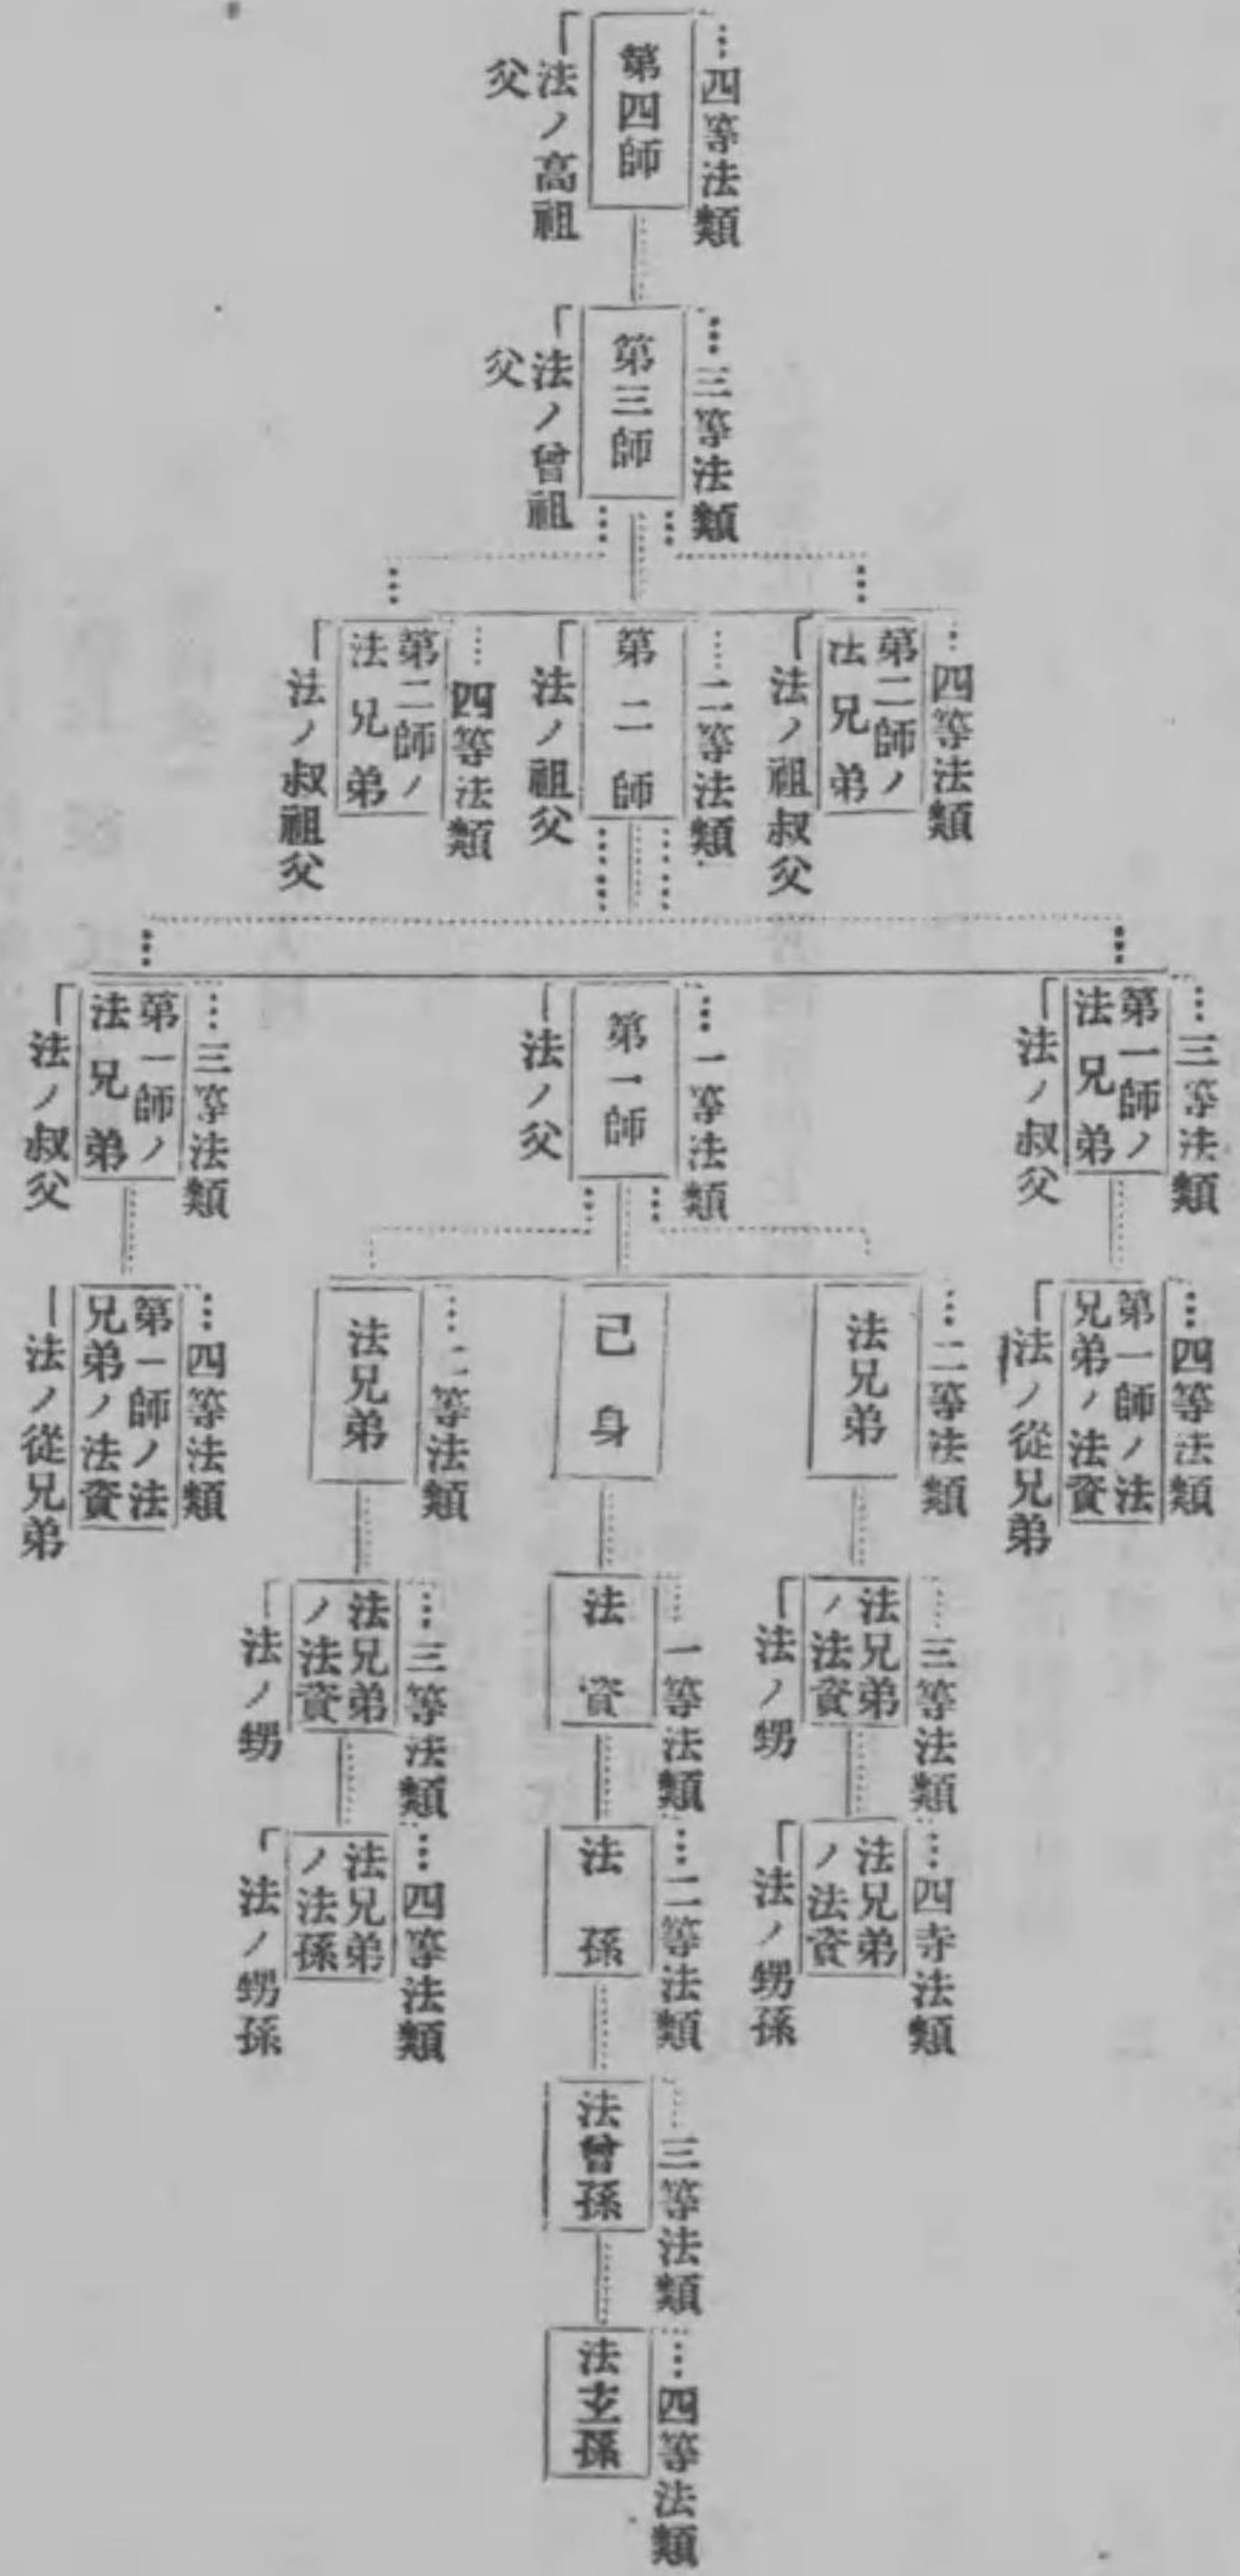 四等法類
第四師
法ノ高祖
父
三等法類
第三師
法ノ曾祖
父
四等法類
第二師ノ
法兄弟
法ノ祖叔父
二等法類
第二師
法ノ祖父
四等法類
第二師ノ
法兄弟
法ノ叔祖父
三等法類
第一師ノ
法兄弟
法ノ叔父
一等法類
第一師
法ノ父
三等法類
第一師ノ
法兄弟
法ノ叔父
四等法類
第一師ノ法
兄弟ノ法資
法ノ從兄弟
二等法類
法兄弟
己身
二等法類
法兄弟
四等法類
第一師ノ法
兄弟ノ法資
法ノ從兄弟
三等法類
法兄弟
ノ法資
法ノ甥
一等法類
法資
三等法類
法兄弟
ノ法資
法ノ甥
四寺法類
法兄弟
ノ法資
法ノ甥孫
二等法類
法孫
四等法類
法兄弟
ノ法孫
法ノ甥孫
三等法類
法曾孫
四等法類
法玄孫